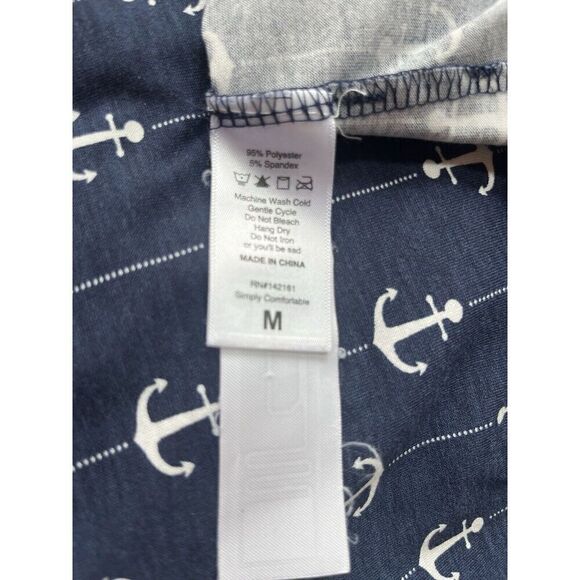 95% Polyester
5% Spandex
Machine Wash Cold
Gentle Cycle
Do Not Bleach
Hang Dry
Do Not Iron
or you'll be sad
MADE IN CHINA
RN#142161
Simply Comfortable
M